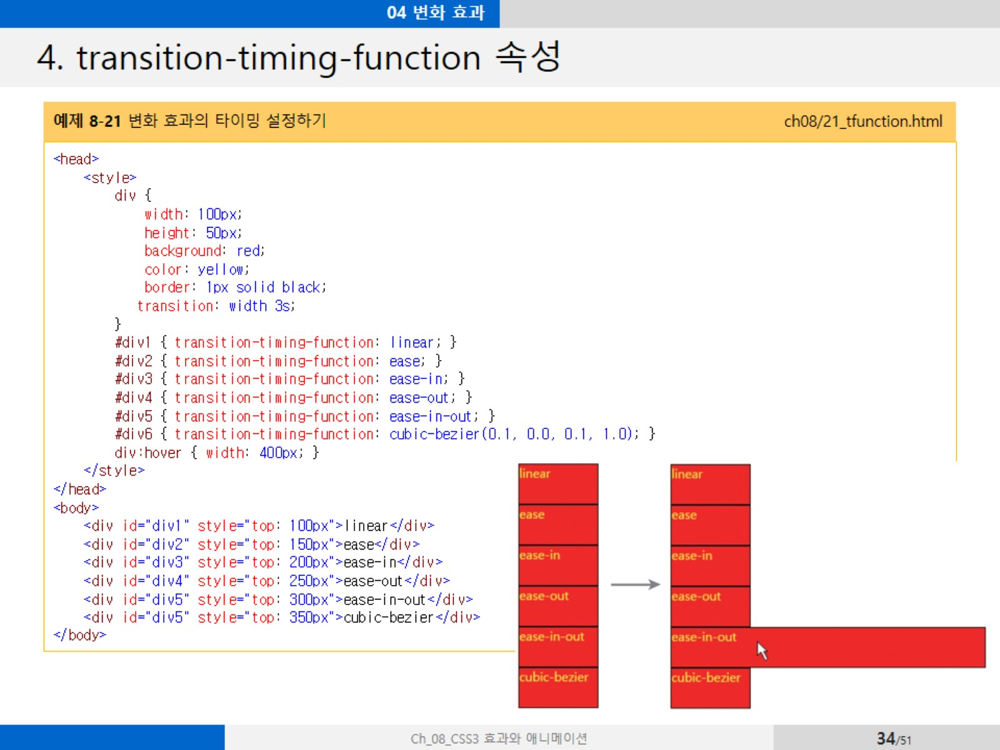 04 변화 효과
4. transition-timing-function 속성
예제 8-21 변화 효과의 타이밍 설정하기
ch08/21_tfunction.html
<head>
<style>
div {
width: 100px;
height: 50px;
background: red;
color: yellow;
border: 1px solid black;
transition: width 3s;
}
#div1 { transition-timing-function: linear; }
#div2 { transition-timing-function: ease; }
#div3 { transition-timing-function: ease-in; }
#div4 { transition-timing-function: ease-out; }
#div5 { transition-timing-function: ease-in-out; }
#div6 { transition-timing-function: cubic-bezier(0.1, 0.0, 0.1, 1.0); }
div:hover { width: 400px; }
</style>
</head>
<body>
<div id="div1" style="top: 100px">linear</div>
<div id="div2" style="top: 150px">ease</div>
<div id="div3" style="top: 200px">ease-in</div>
<div id="div4" style="top: 250px">ease-out</div>
<div id="div5" style="top: 300px">ease-in-out</div>
<div id="div5" style="top: 350px">cubic-bezier</div>
</body>
linear
ease
ease-in
ease-out
ease-in-out
cubic-bezier
linear
ease
ease-in
ease-out
ease-in-out
cubic-bezier
Ch_08_CSS3 효과와 애니메이션
34/51